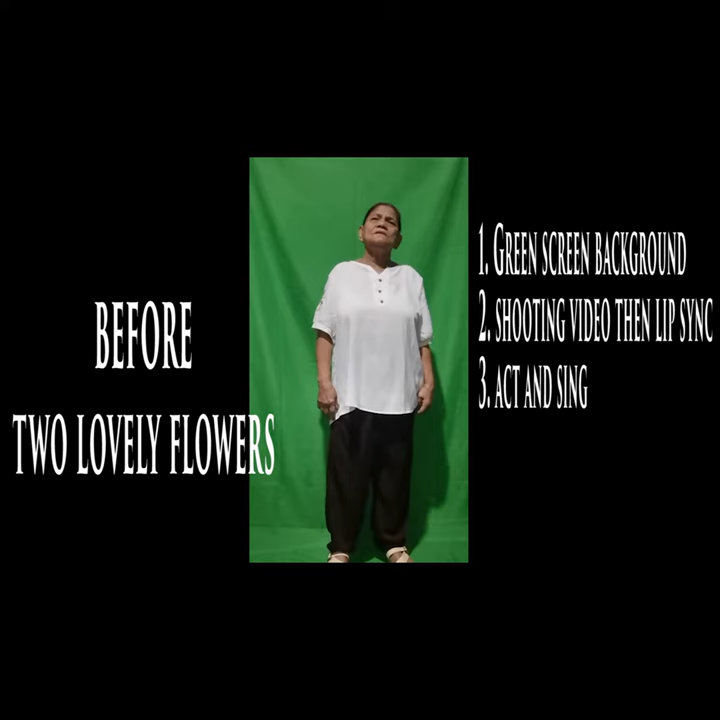 BEFORE
TWO LOVELY FLOWERS
1. GREEN SCREEN BACKGROUND
2. SHOOTING VIDEO THEN LIP SYNC
3. ACT AND SING